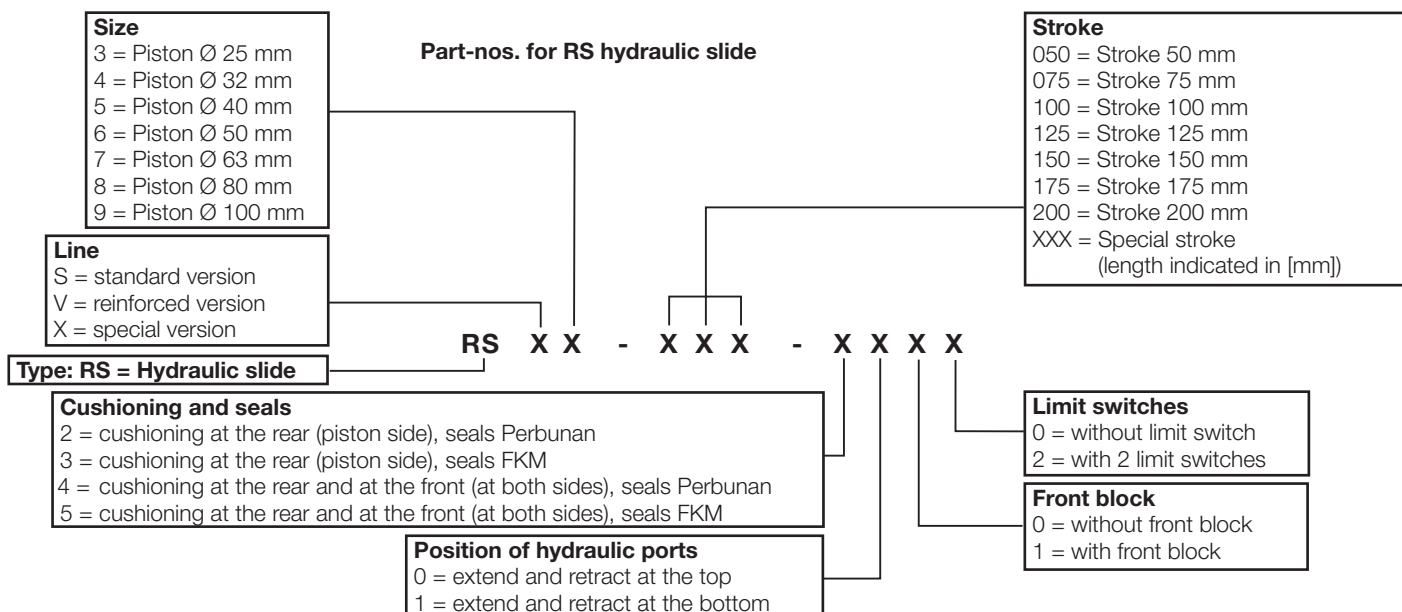 Part-nos. for RS hydraulic slide
Size
3 = Piston Ø 25 mm
4 = Piston Ø 32 mm
5 = Piston Ø 40 mm
6 = Piston Ø 50 mm
7 = Piston Ø 63 mm
8 = Piston Ø 80 mm
9 = Piston Ø 100 mm
Stroke
050 = Stroke 50 mm
075 = Stroke 75 mm
100 = Stroke 100 mm
125 = Stroke 125 mm
150 = Stroke 150 mm
175 = Stroke 175 mm
200 = Stroke 200 mm
XXX = Special stroke
(length indicated in [mm])
Line
S = standard version
V = reinforced version
X = special version
RS X X - X X X - X X X X
Type: RS = Hydraulic slide
Cushioning and seals
2 = cushioning at the rear (piston side), seals Perbunan
3 = cushioning at the rear (piston side), seals FKM
4 = cushioning at the rear and at the front (at both sides), seals Perbunan
5 = cushioning at the rear and at the front (at both sides), seals FKM
Limit switches
0 = without limit switch
2 = with 2 limit switches
Front block
0 = without front block
1 = with front block
Position of hydraulic ports
0 = extend and retract at the top
1 = extend and retract at the bottom